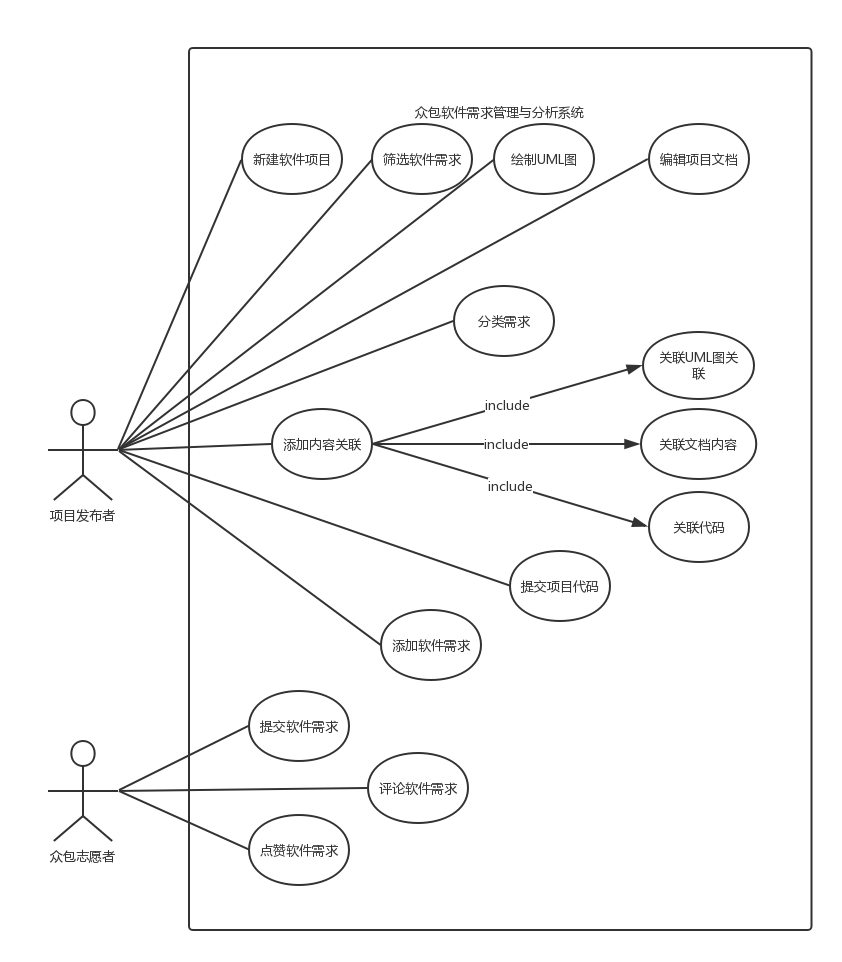 众包软件需求管理与分析系统
新建软件项目
筛选软件需求
绘制UML图
编辑项目文档
分类需求
关联UML图关
联
include
添加内容关联
include
关联文档内容
include
关联代码
项目发布者
提交项目代码
添加软件需求
提交软件需求
评论软件需求
点赞软件需求
众包志愿者